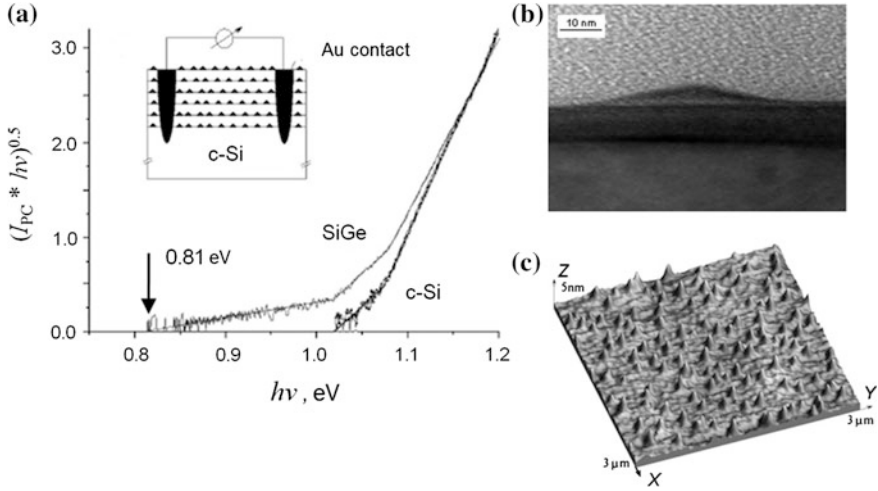 (a)
3.0
2.0
1.0
0.0
(I_PC * hν)^0.5
Au contact
c-Si
SiGe
0.81 eV
c-Si
0.8 0.9 1.0 1.1 1.2
hν , eV
(b)
10 nm
(c)
Z
5nm
Y
3 μm
3 μm
X